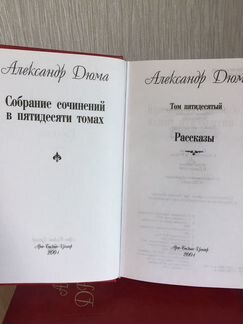 Александр Дюма
Собрание сочинений
в пятидесяти томах
Арт-Бизнес-Центр
2001
Александр Дюма
Том пятидесятый
Рассказы
Арт-Бизнес-Центр
2001